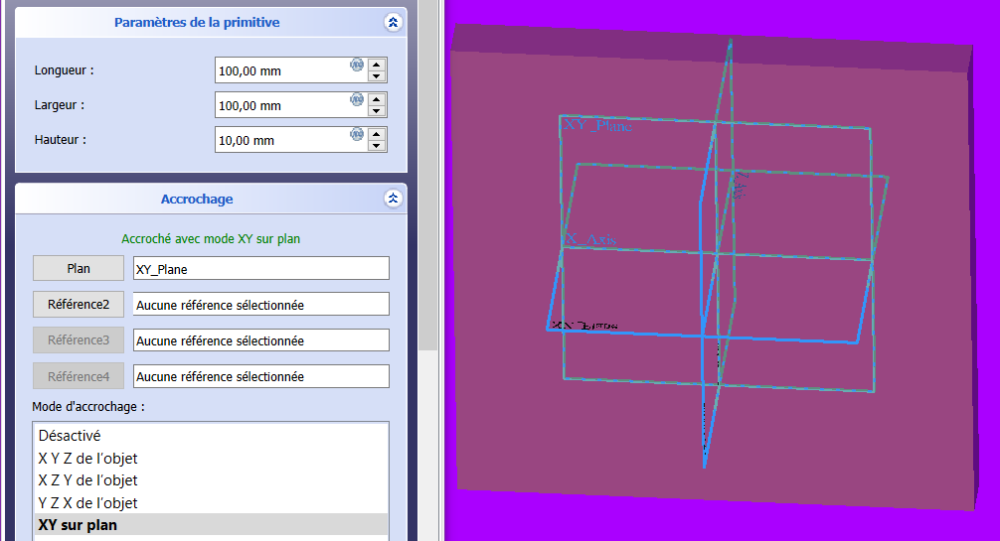 Paramètres de la primitive
Longueur :
100,00 mm
Largeur :
100,00 mm
Hauteur :
10,00 mm
Accrochage
Accroché avec mode XY sur plan
Plan
XY_Plane
Référence2
Aucune référence sélectionnée
Référence3
Aucune référence sélectionnée
Référence4
Aucune référence sélectionnée
Mode d'accrochage :
Désactivé
X Y Z de l'objet
X Z Y de l'objet
Y Z X de l'objet
XY sur plan
XY_Plane
X_Axis